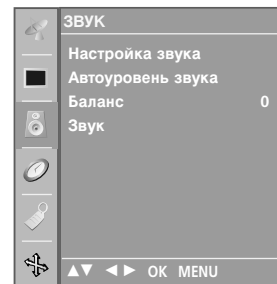 ЗВУК
Настройка звука
Автоуровень звука
Баланс 0
Звук
▲▼ ◄► OK MENU